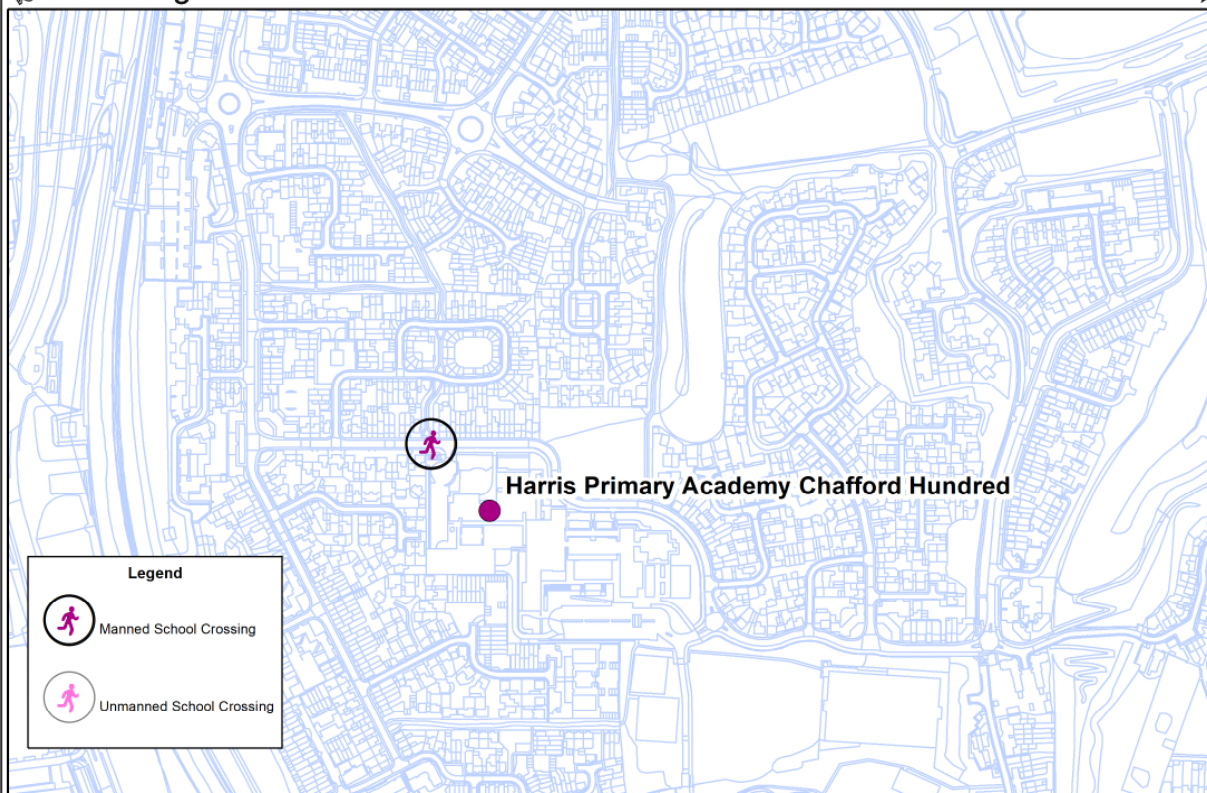 Harris Primary Academy Chafford Hundred
Legend
Manned School Crossing
Unmanned School Crossing